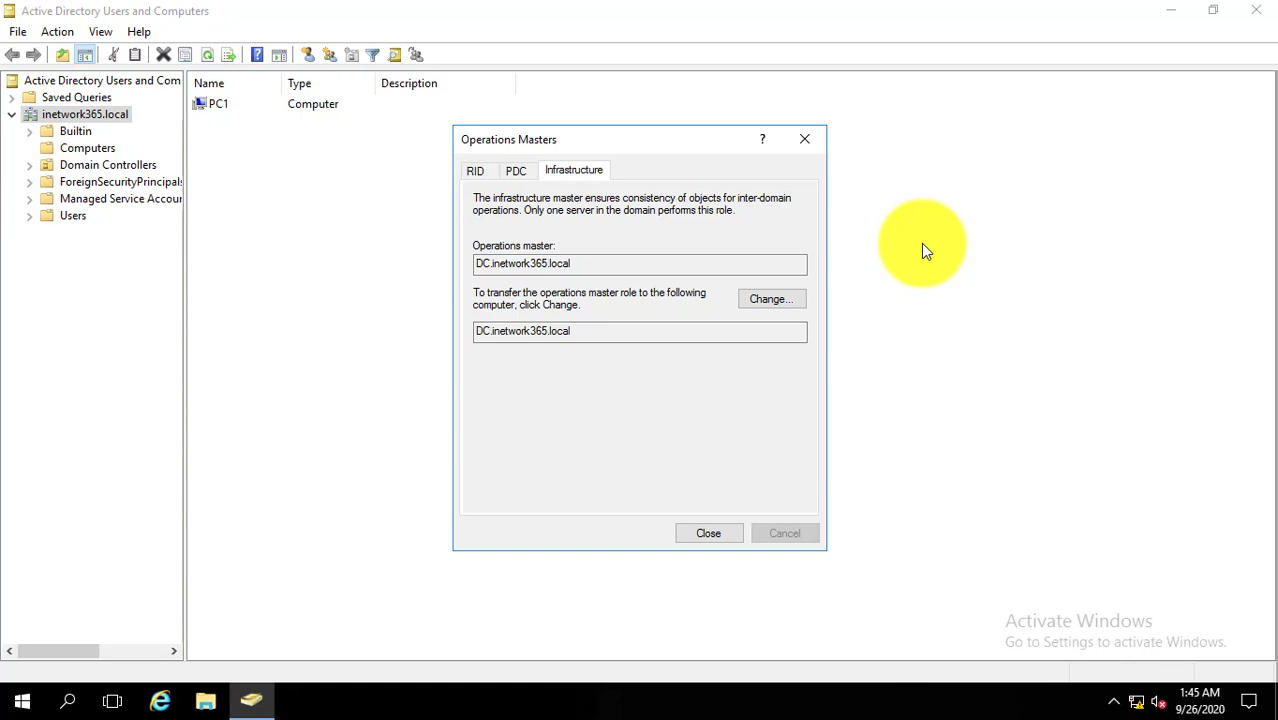 Active Directory Users and Computers
File Action View Help
Active Directory Users and Com
Saved Queries
inetwork365.local
Builtin
Computers
Domain Controllers
ForeignSecurityPrincipals
Managed Service Accour
Users
Name Type Description
PC1 Computer
Operations Masters
RID PDC Infrastructure
The infrastructure master ensures consistency of objects for inter-domain
operations. Only one server in the domain performs this role.
Operations master:
DC.inetwork365.local
To transfer the operations master role to the following
computer, click Change.
Change...
DC.inetwork365.local
Close Cancel
Activate Windows
Go to Settings to activate Windows.
1:45 AM
9/26/2020